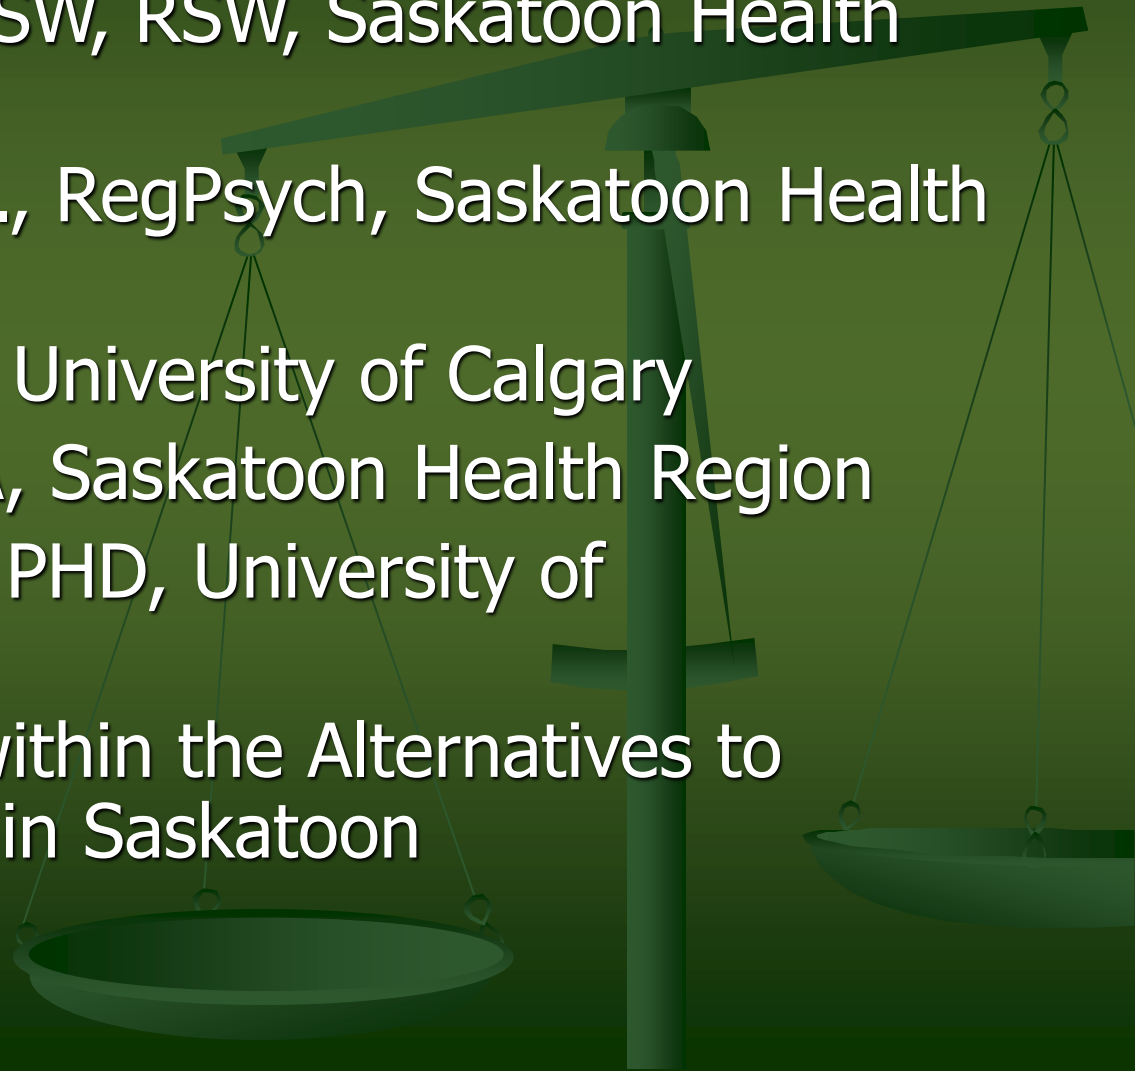 SW, RSW, Saskatoon Health
., RegPsych, Saskatoon Health
University of Calgary
, Saskatoon Health Region
PHD, University of
within the Alternatives to
in Saskatoon